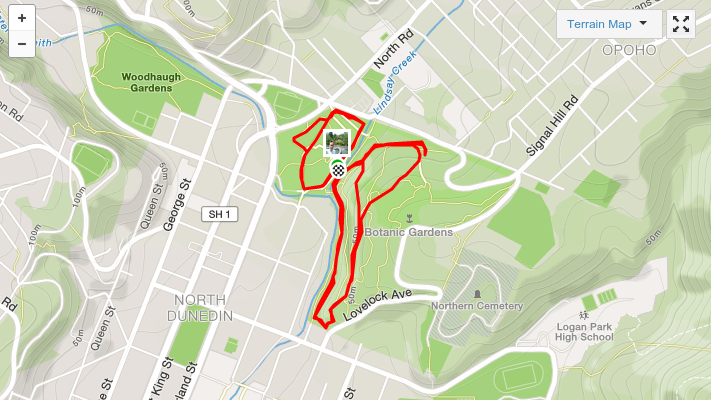 +
−
Terrain Map
North Rd
OPOHO
Woodhaugh
Gardens
Lindsay Creek
Signal Hill Rd
100m
50m
Queen St
George St
100m
SH 1
50m
Botanic Gardens
50m
50m
50m
Lovelock Ave
Northern Cemetery
NORTH
DUNEDIN
Queen St
Rd
Logan Park
High School
King St
St